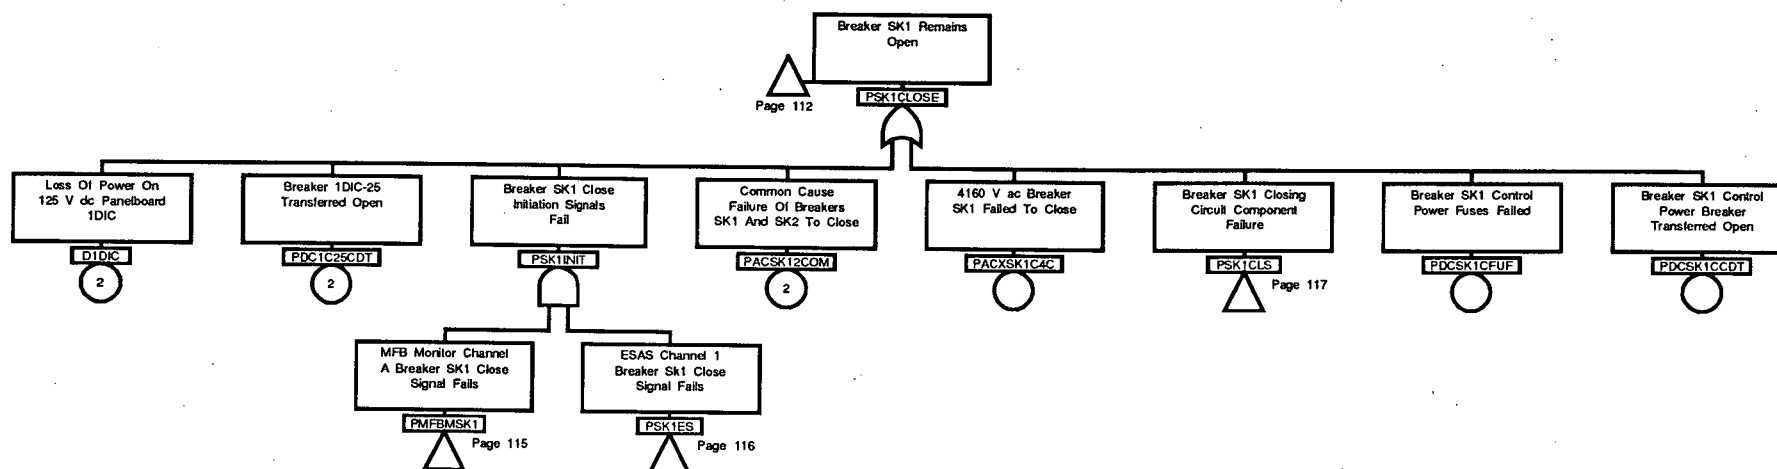 Breaker SK1 Remains
Open
Page 112
PSK1CLOSE
Loss Of Power On
125 V dc Panelboard
1DIC
D1DIC
2
Breaker 1DIC-25
Transferred Open
PDC1C25CDT
2
Breaker SK1 Close
Initiation Signals
Fail
PSK1INIT
Common Cause
Failure Of Breakers
SK1 And SK2 To Close
PACSK12COM
2
4160 V ac Breaker
SK1 Failed To Close
PACXSK1C4C
Breaker SK1 Closing
Circuit Component
Failure
PSK1CLS
Page 117
Breaker SK1 Control
Power Fuses Failed
PDCSK1CFUF
Breaker SK1 Control
Power Breaker
Transferred Open
PDCSK1CCDT
MFB Monitor Channel
A Breaker SK1 Close
Signal Fails
PMFBMSK1
Page 115
ESAS Channel 1
Breaker Sk1 Close
Signal Fails
PSK1ES
Page 116